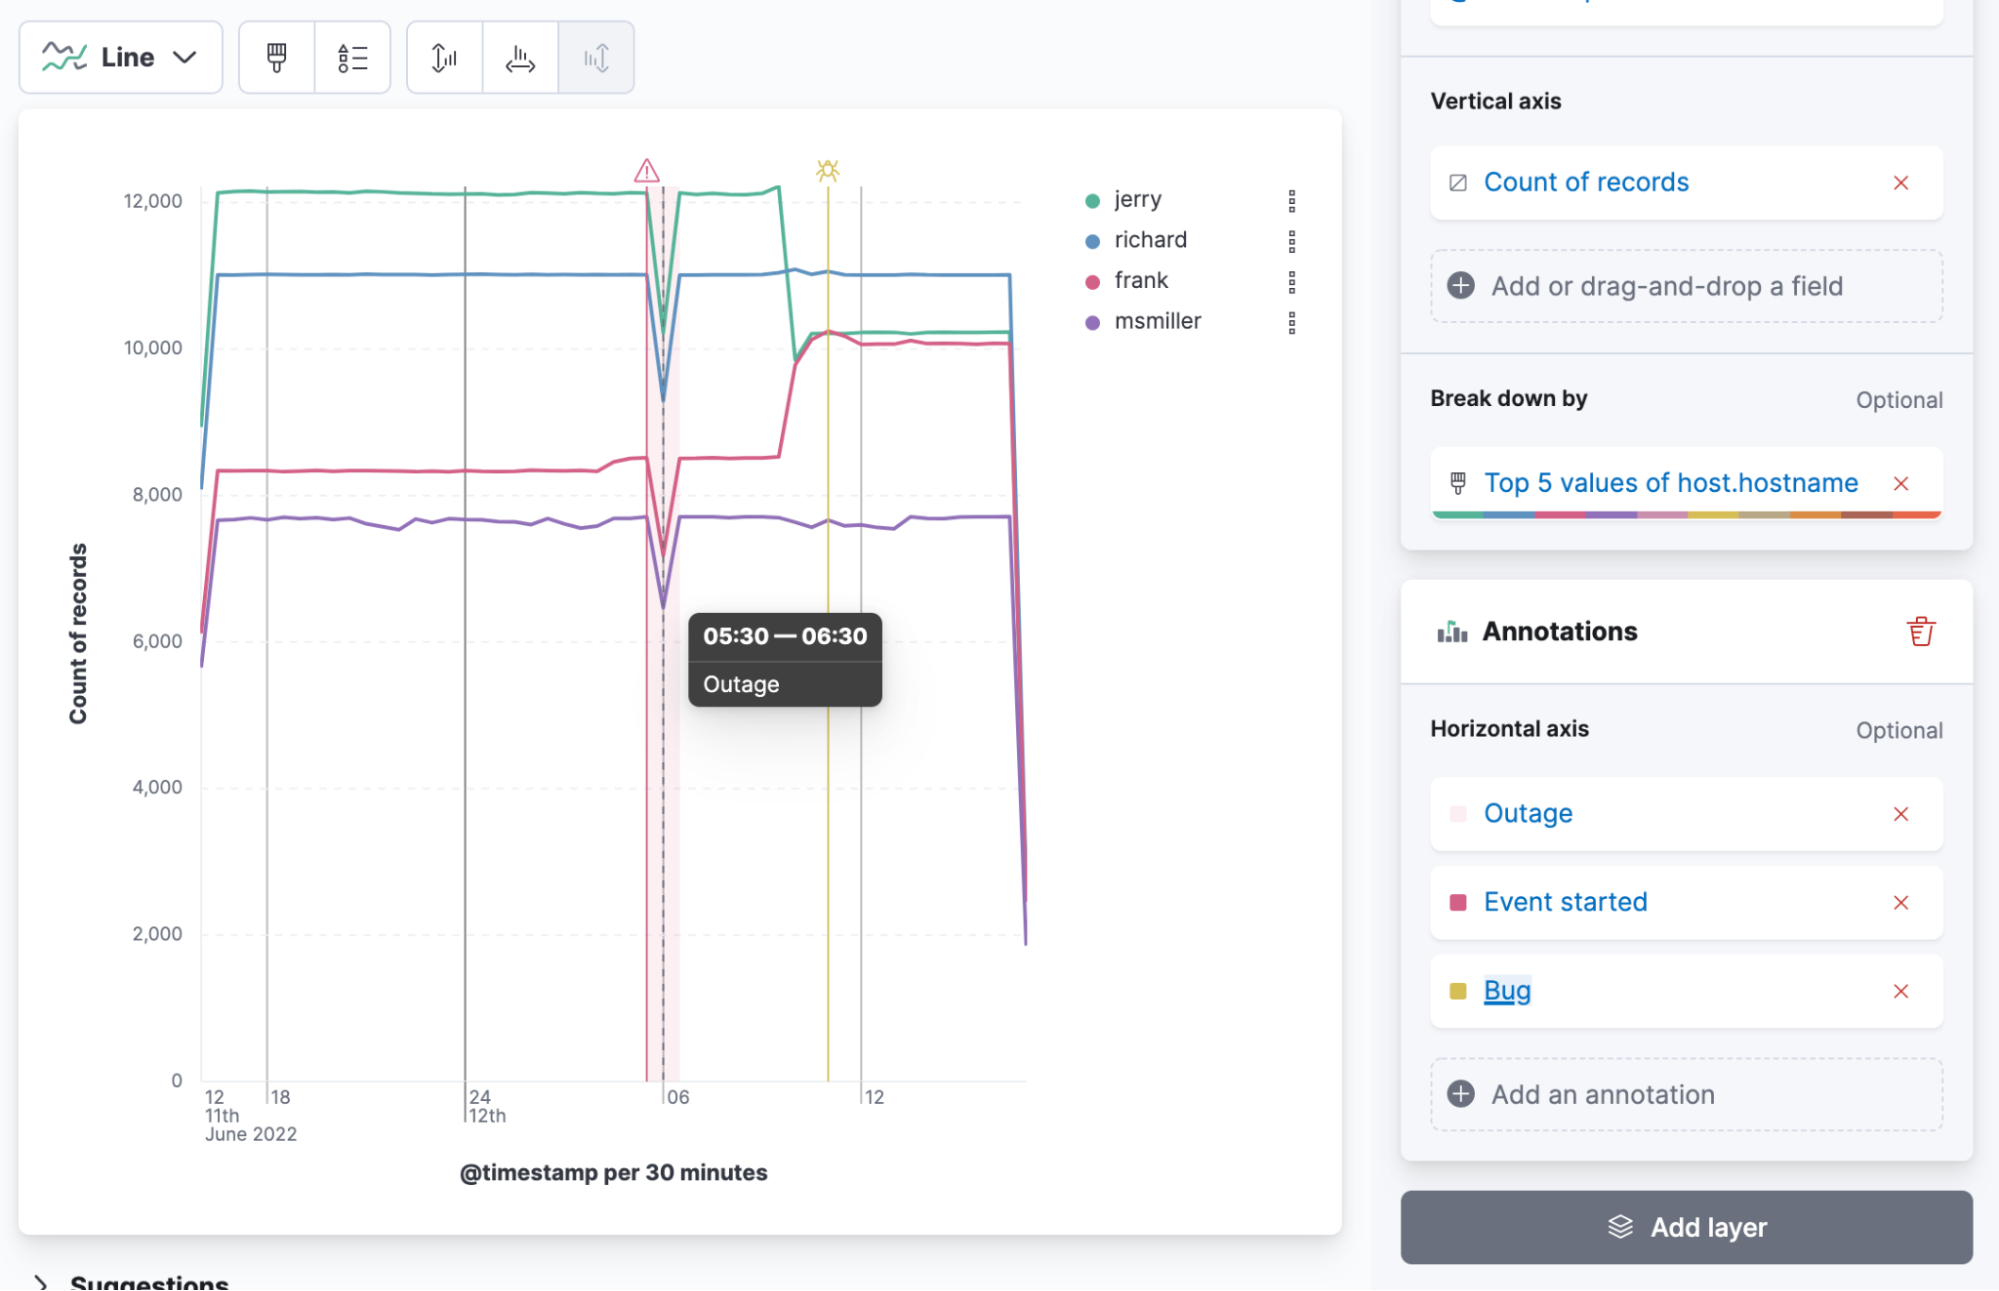 Line
12,000
10,000
8,000
6,000
4,000
2,000
0
Count of records
12
18
24
06
12
11th
12th
June 2022
@timestamp per 30 minutes
jerry
richard
frank
msmiller
05:30 — 06:30
Outage
Suggestions
Vertical axis
Count of records
Add or drag-and-drop a field
Break down by
Optional
Top 5 values of host.hostname
Annotations
Horizontal axis
Optional
Outage
Event started
Bug
Add an annotation
Add layer